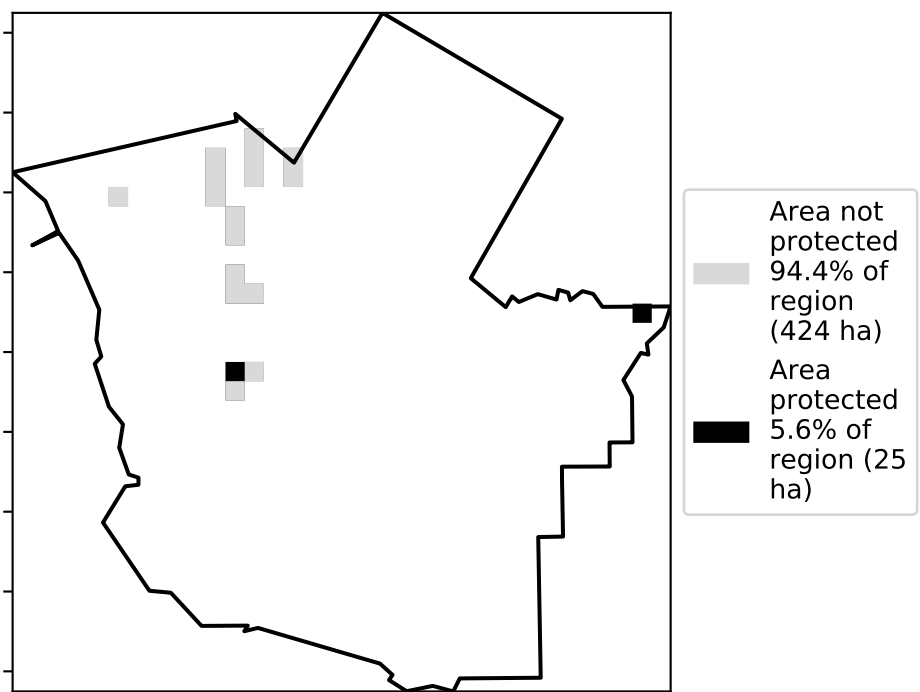 Area not
protected
94.4% of
region
(424 ha)
Area
protected
5.6% of
region (25
ha)